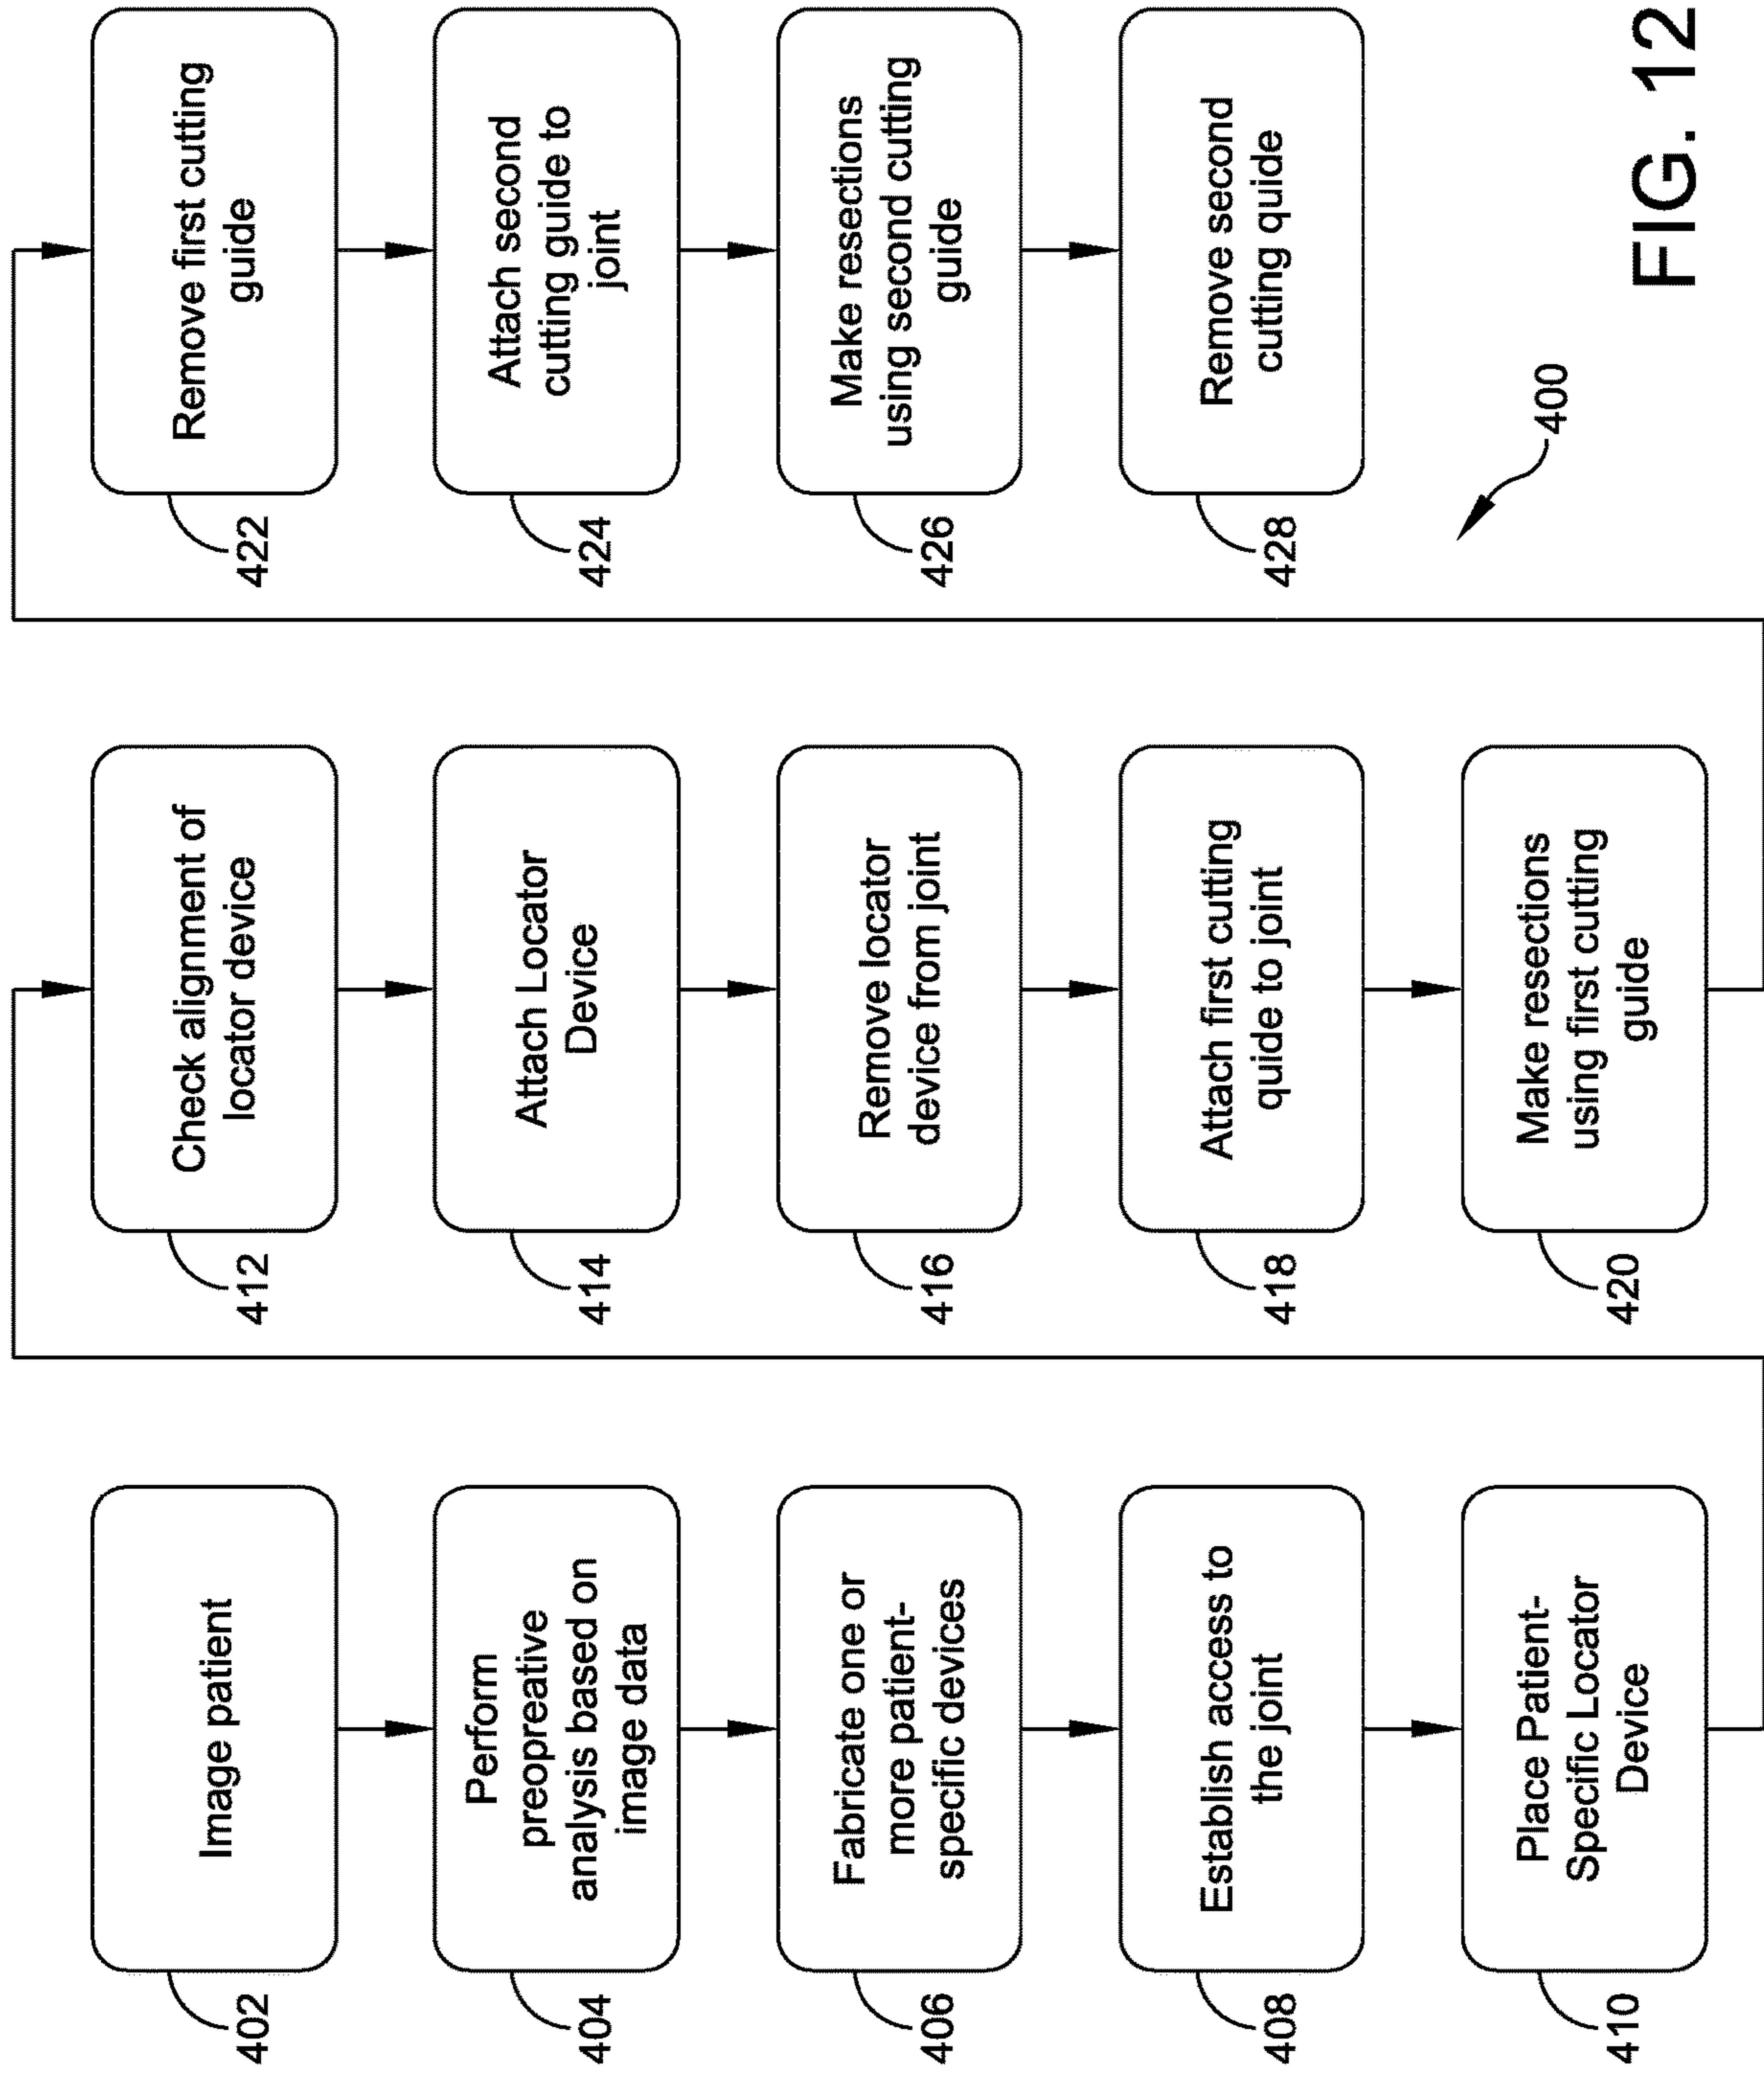 402
Image patient
404
Perform
preopreative
analysis based on
image data
406
Fabricate one or
more patient-
specific devices
408
Establish access to
the joint
410
Place Patient-
Specific Locator
Device
412
Check alignment of
locator device
414
Attach Locator
Device
416
Remove locator
device from joint
418
Attach first cutting
quide to joint
420
Make resections
using first cutting
guide
422
Remove first cutting
guide
424
Attach second
cutting guide to
joint
426
Make resections
using second cutting
guide
428
Remove second
cutting quide
400
FIG. 12